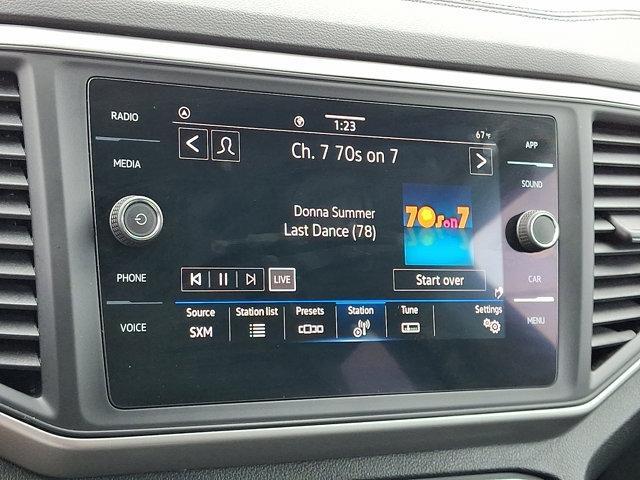 RADIO
MEDIA
PHONE
VOICE
1:23
67°F
Ch. 7 70s on 7
Donna Summer
Last Dance (78)
70s on 7
LIVE
Start over
Source
SXM
Station list
Presets
Station
Tune
Settings
APP
SOUND
CAR
MENU